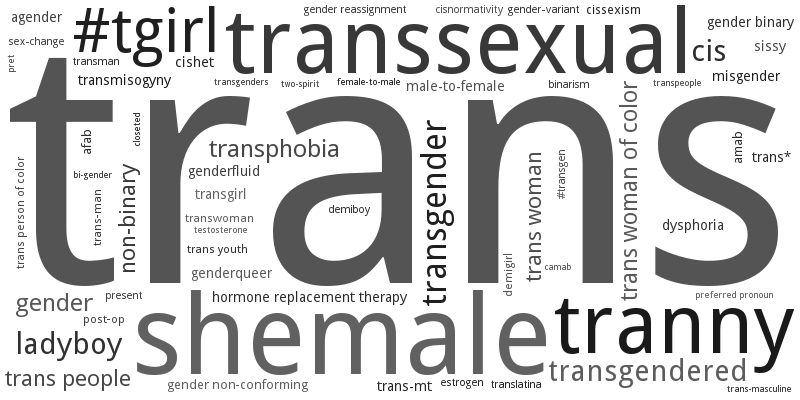 agender
#tgirl
gender reassignment
cisnormativity
gender-variant
cissexism
gender binary
sex-change
cishet
transsexual
cis
sissy
pret
transman
transmisogyny
transgenders
two-spirit
female-to-male
male-to-female
binarism
transpeople
misgender
trans
afab
closeted
transphobia
transgender
trans woman of color
amab
trans*
trans person of color
bi-gender
trans-man
non-binary
genderfluid
transgirl
transwoman
testosterone
trans youth
genderqueer
demiboy
trans woman
#transgen
demigirl
camab
dysphoria
gender
present
hormone replacement therapy
preferred pronoun
post-op
shemale
tranny
ladyboy
trans people
gender non-conforming
trans-mt
estrogen
translatina
transgendered
trans-masculine